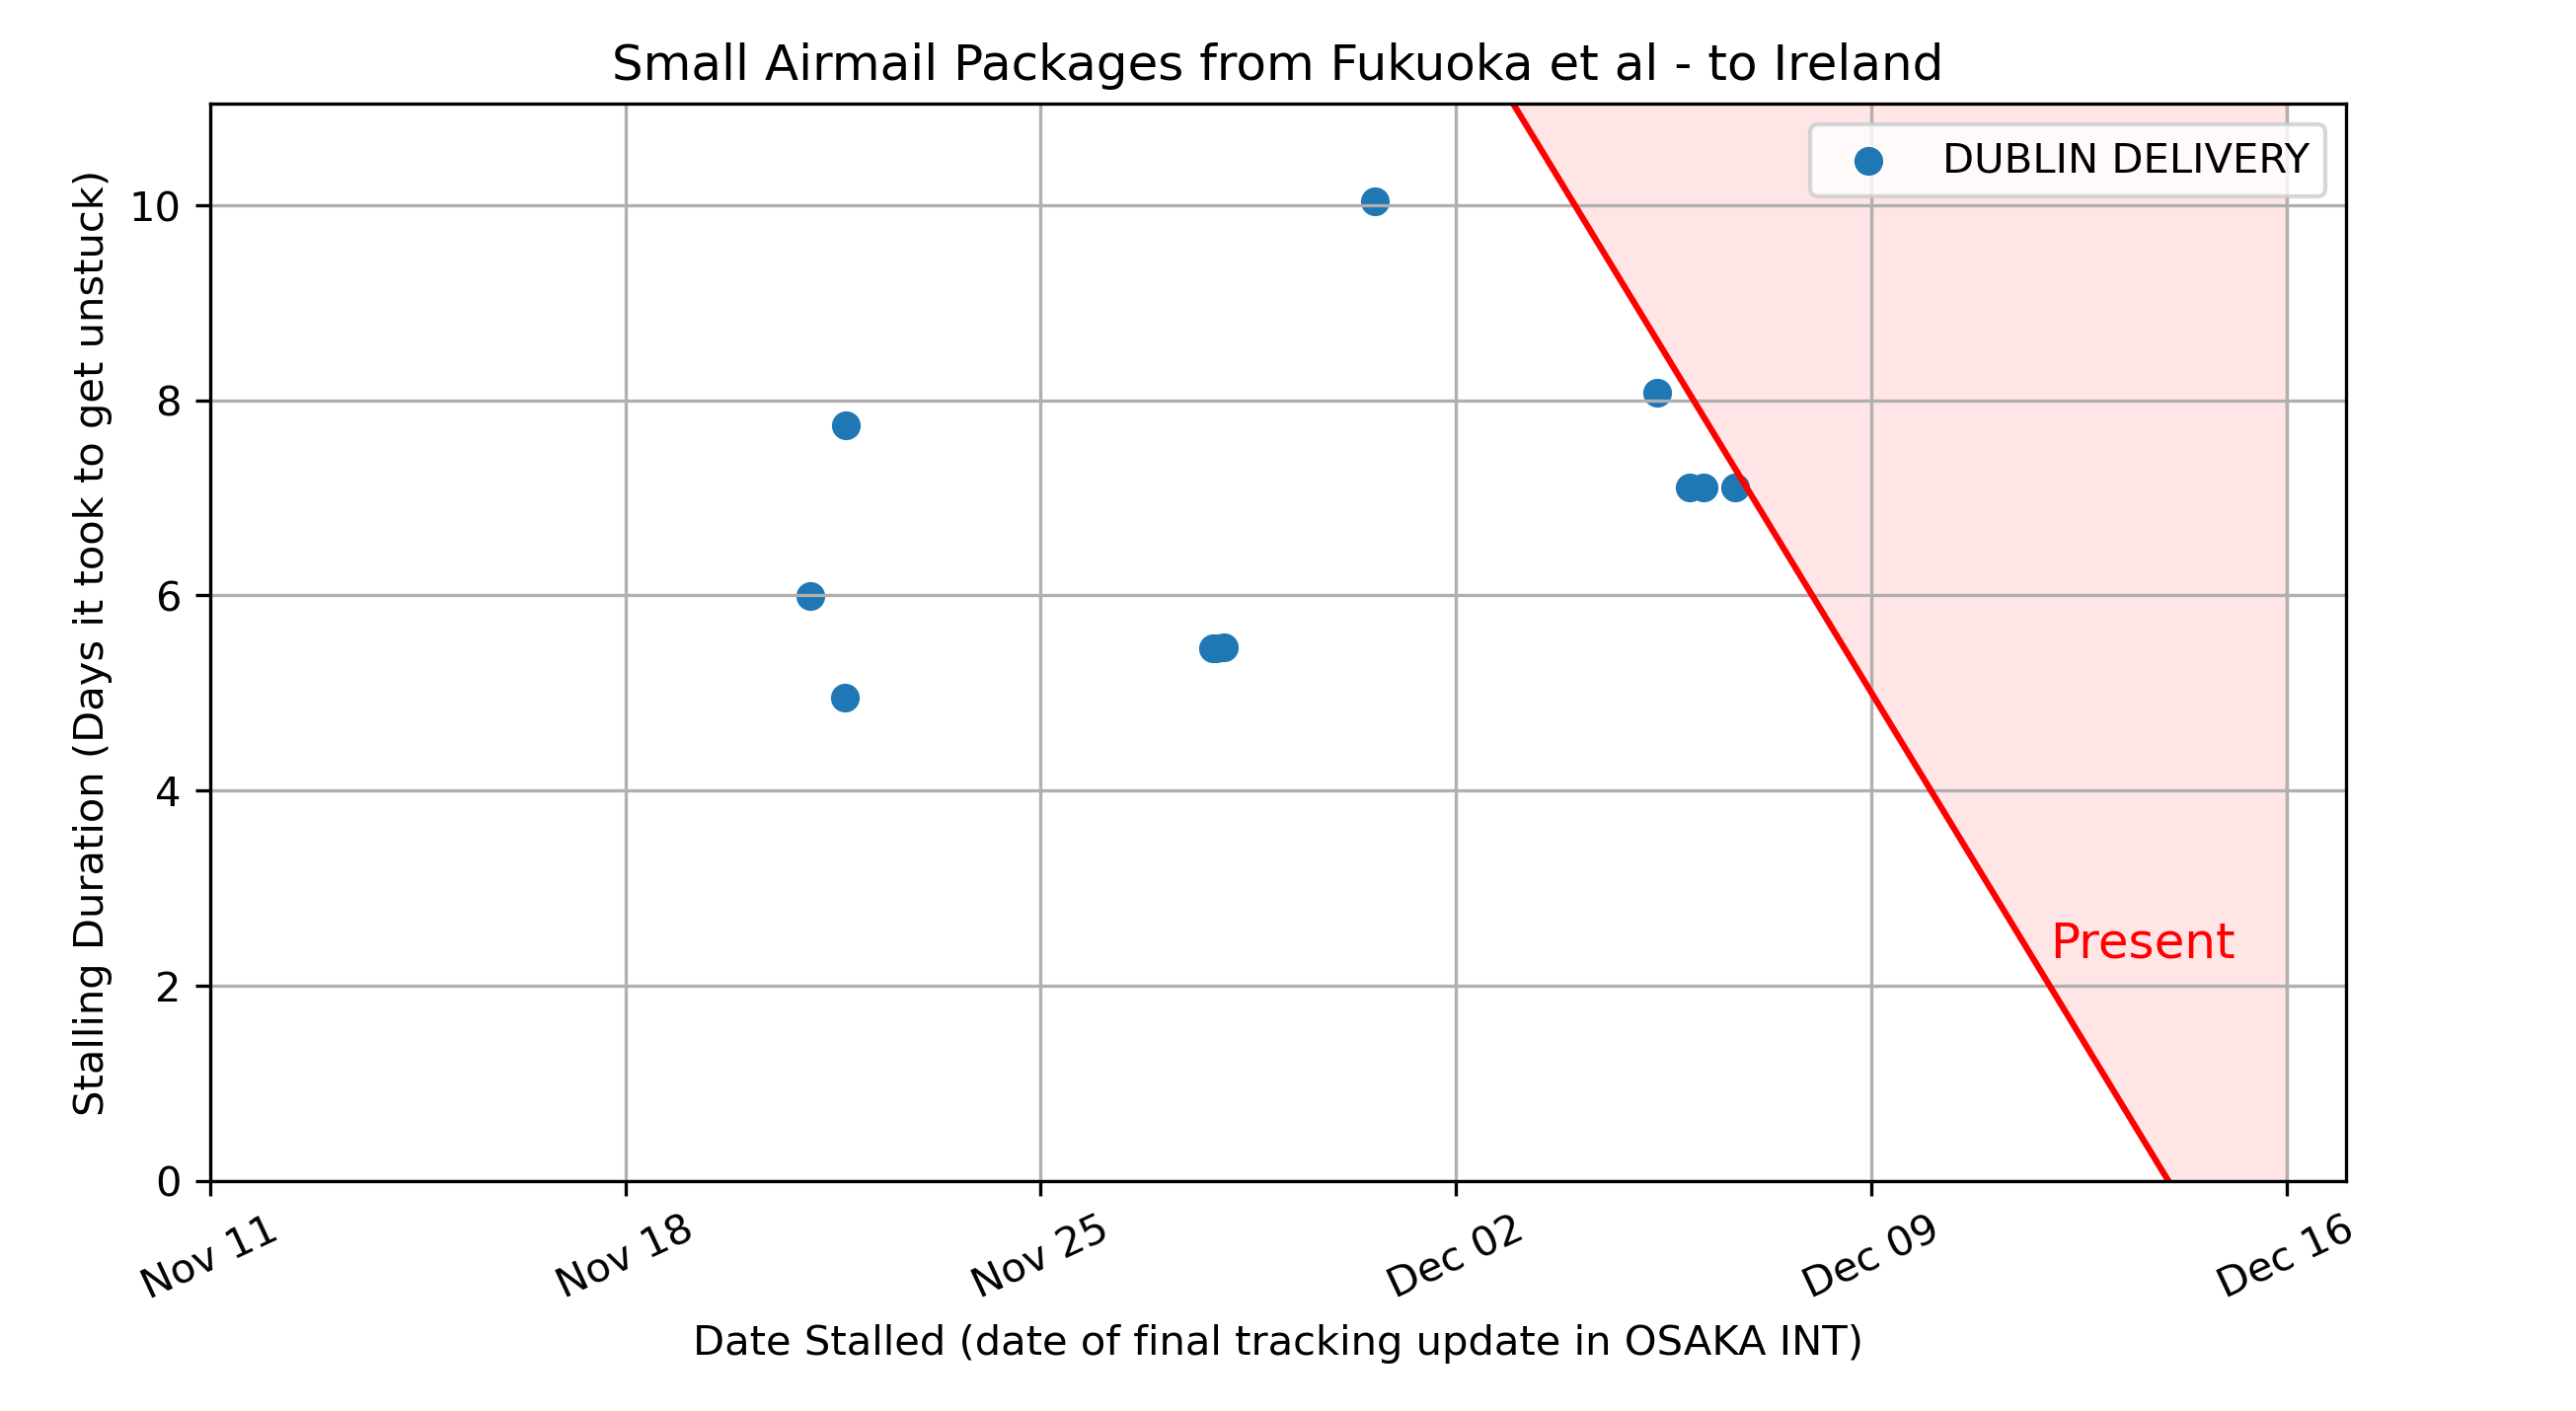 Small Airmail Packages from Fukuoka et al - to Ireland
DUBLIN DELIVERY
Stalling Duration (Days it took to get unstuck)
10
8
6
4
2
0
Present
Nov 11
Nov 18
Nov 25
Dec 02
Dec 09
Dec 16
Date Stalled (date of final tracking update in OSAKA INT)